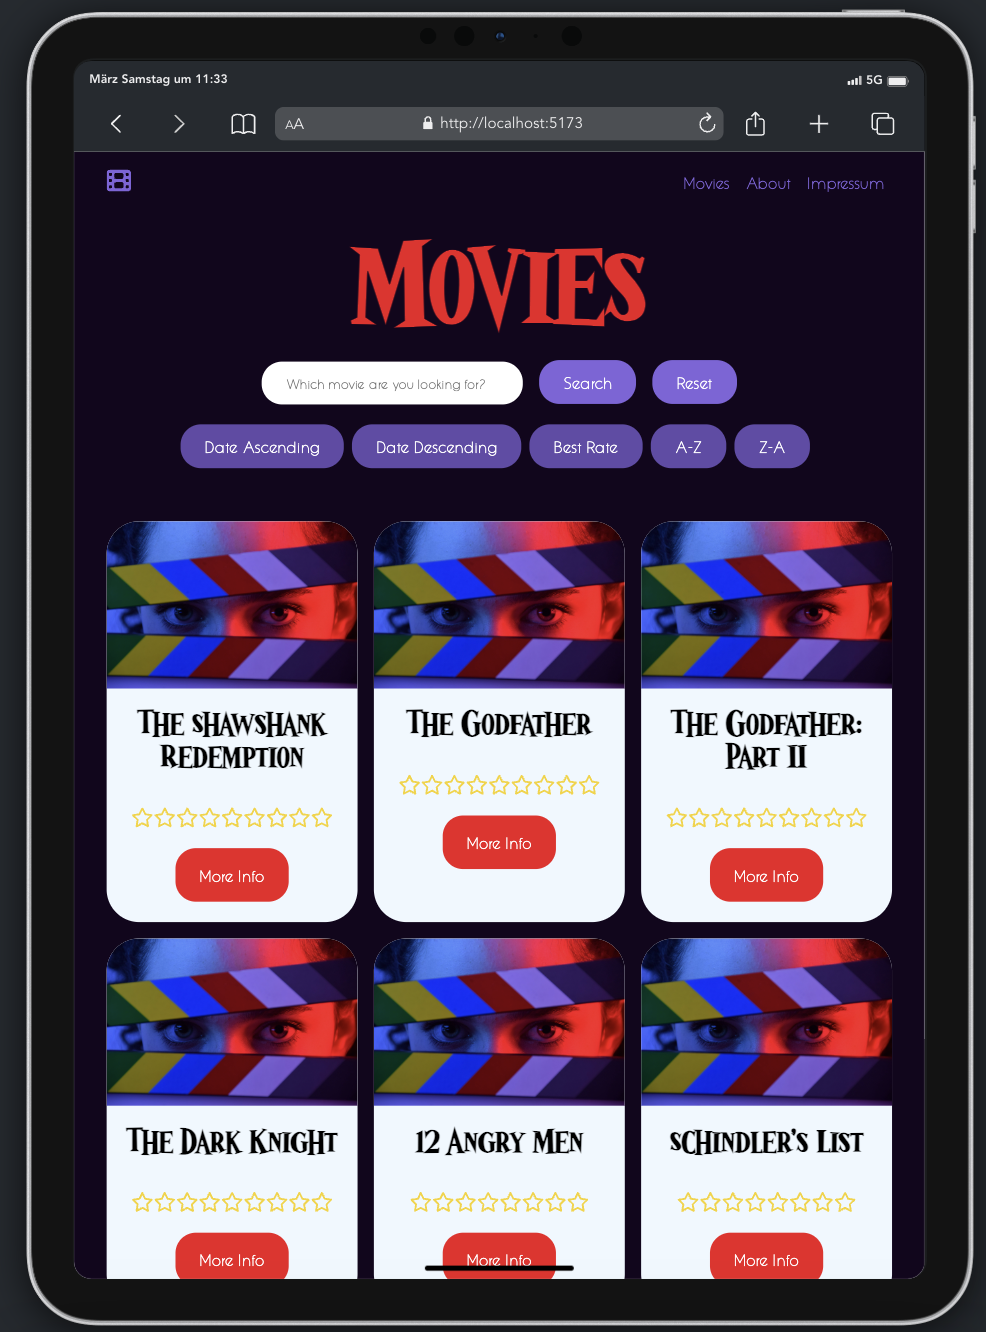 März Samstag um 11:33
5G
AA
http://localhost:5173
Movies About Impressum
MOVIES
Which movie are you looking for?
Search
Reset
Date Ascending
Date Descending
Best Rate
A-Z
Z-A
THE SHAWSHANK
REDEMPTION
More Info
THE GODFATHER
More Info
THE GODFATHER:
PART II
More Info
THE DARK KNIGHT
More Info
12 ANGRY MEN
More Info
SCHINDLER'S LIST
More Info